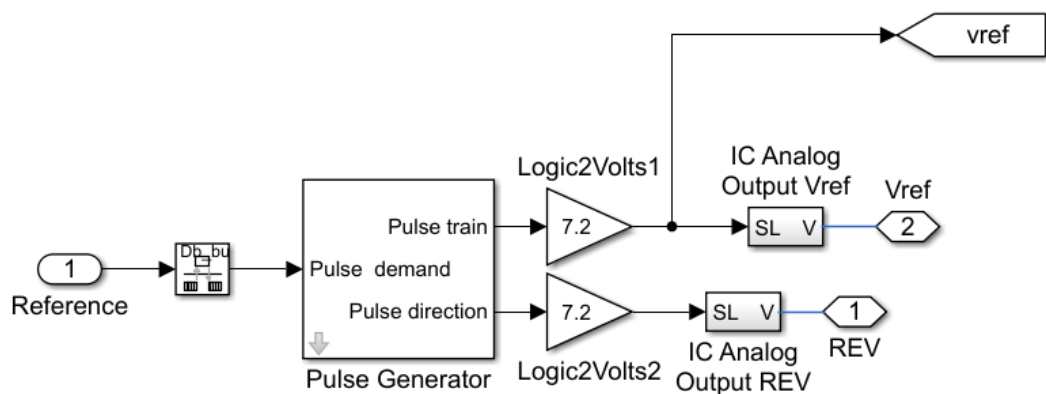 vref
Logic2Volts1
IC Analog
Output Vref
Vref
7.2
SL V
2
Pulse train
Db_bu
1
Reference
Pulse demand
Pulse direction
7.2
SL V
1
REV
Pulse Generator
Logic2Volts2
IC Analog
Output REV